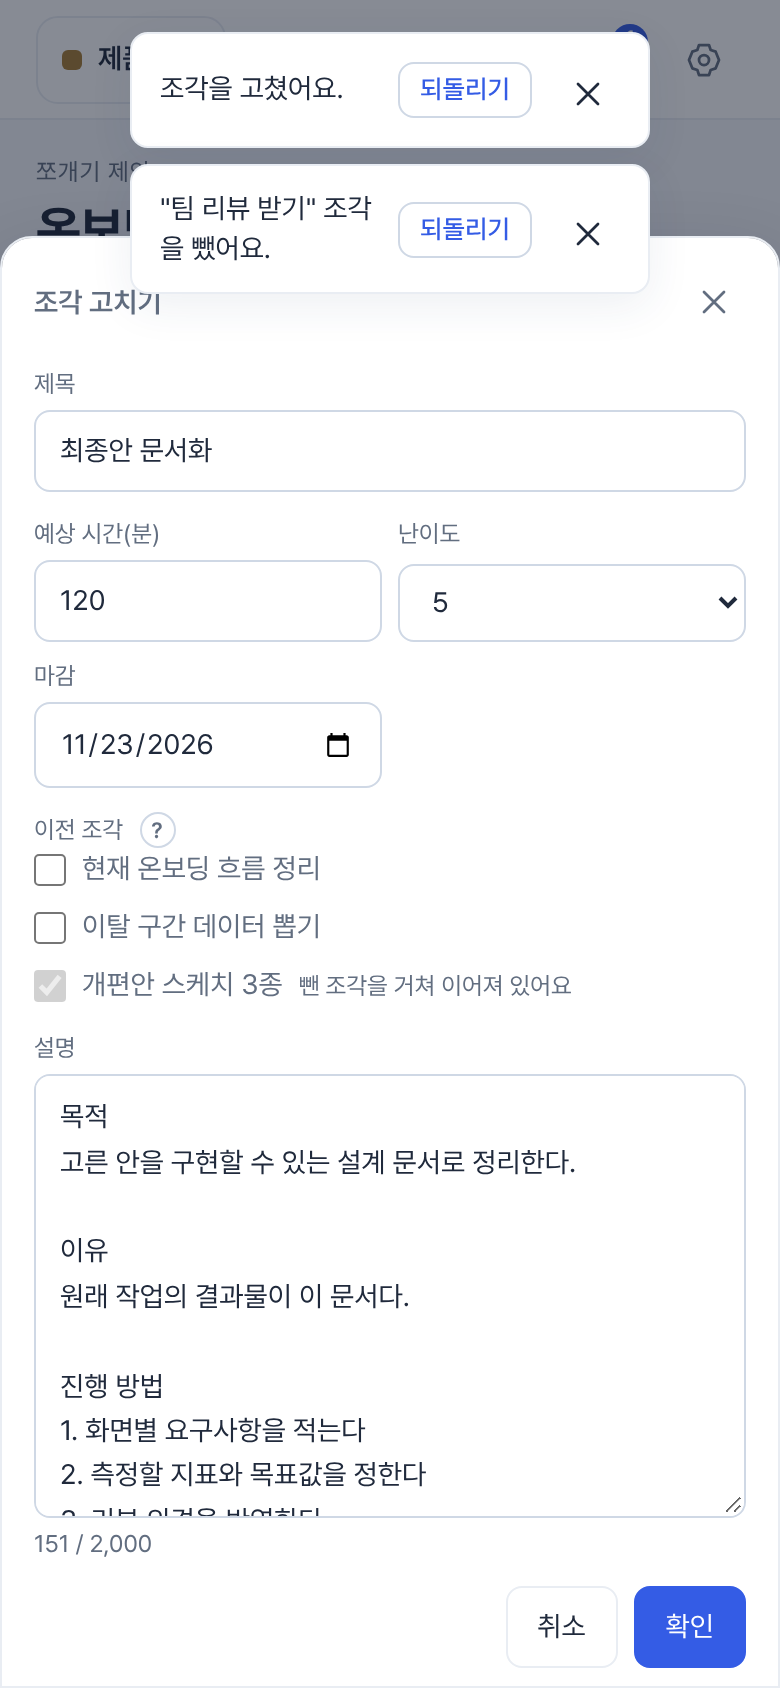 조각을 고쳤어요.
되돌리기
"팀 리뷰 받기" 조각
을 뺐어요.
되돌리기
쪼개기
조각 고치기
제목
최종안 문서화
예상 시간(분)
난이도
120
5
마감
11/23/2026
이전 조각 ?
현재 온보딩 흐름 정리
이탈 구간 데이터 뽑기
개편안 스케치 3종 뺀 조각을 거쳐 이어져 있어요
설명
목적
고른 안을 구현할 수 있는 설계 문서로 정리한다.
이유
원래 작업의 결과물이 이 문서다.
진행 방법
1. 화면별 요구사항을 적는다
2. 측정할 지표와 목표값을 정한다
151 / 2,000
취소
확인